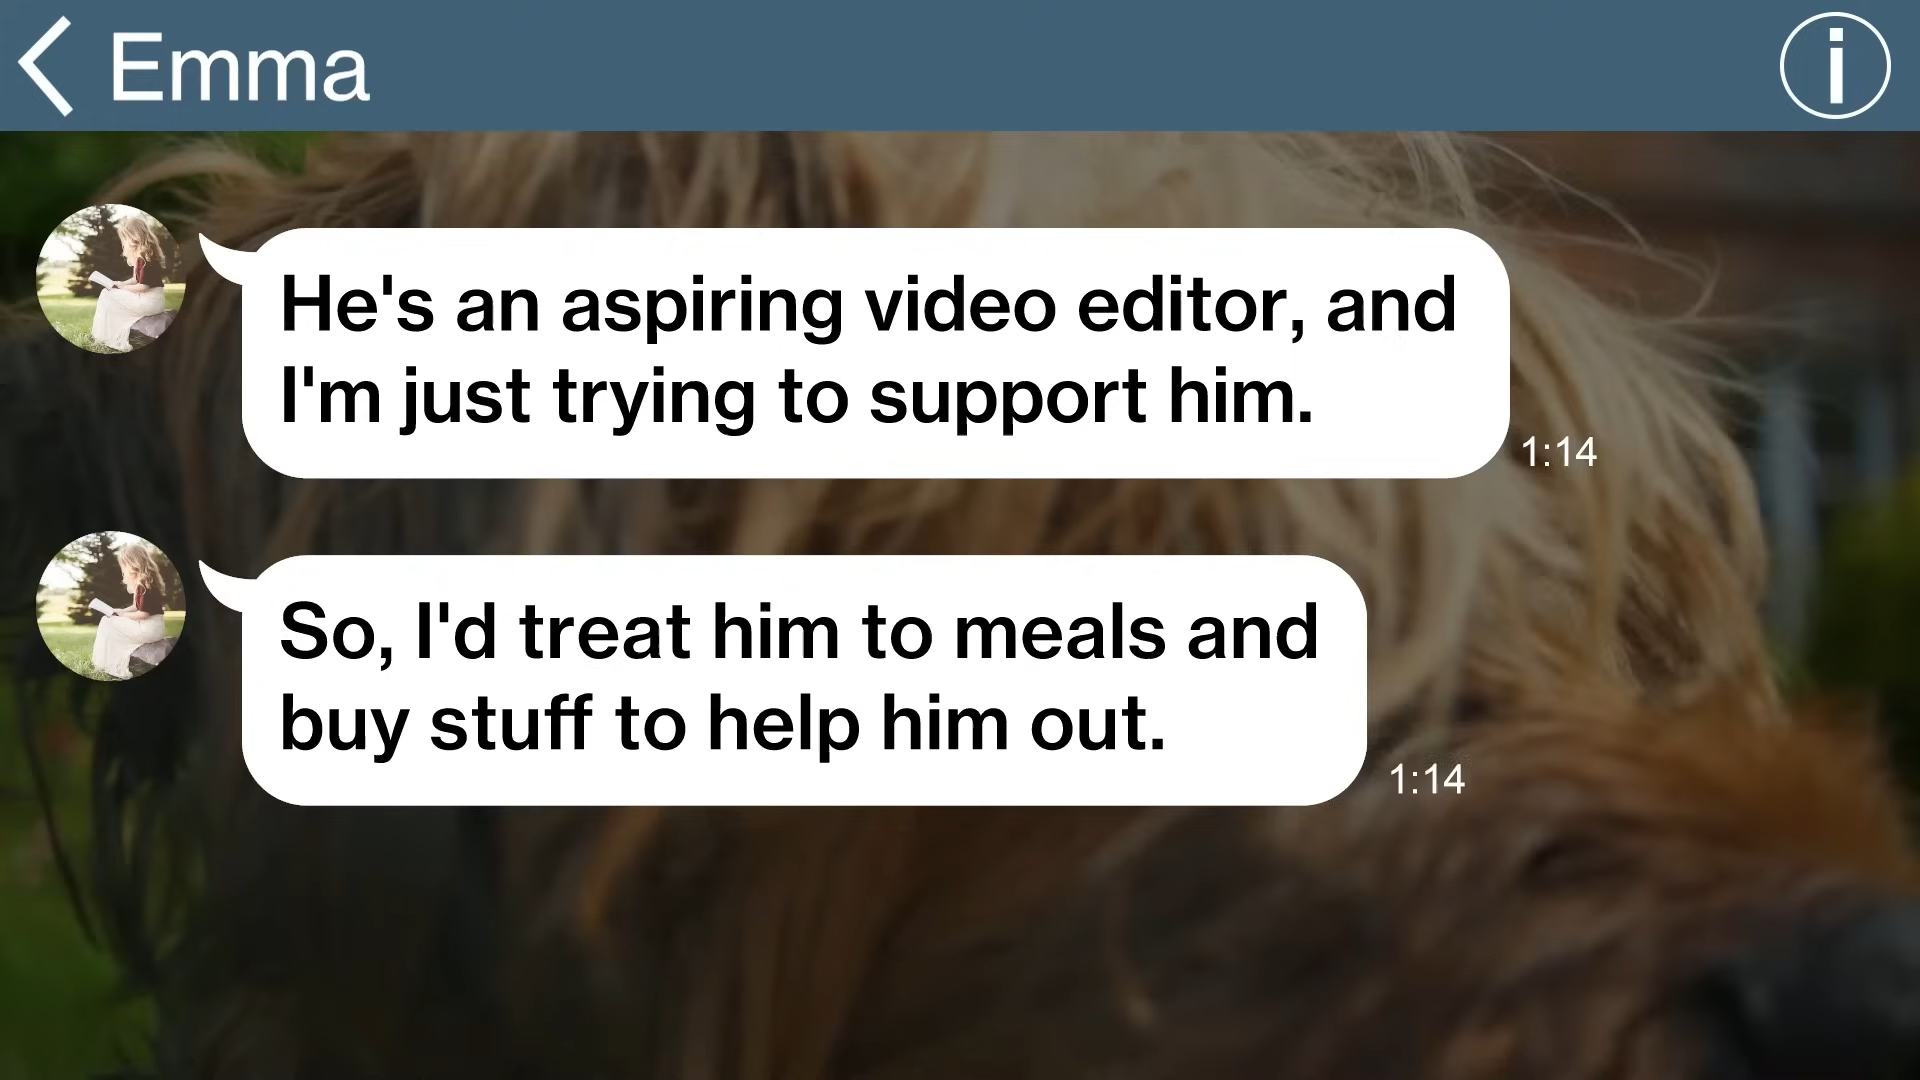 Emma
He's an aspiring video editor, and
I'm just trying to support him.
1:14
So, I'd treat him to meals and
buy stuff to help him out.
1:14